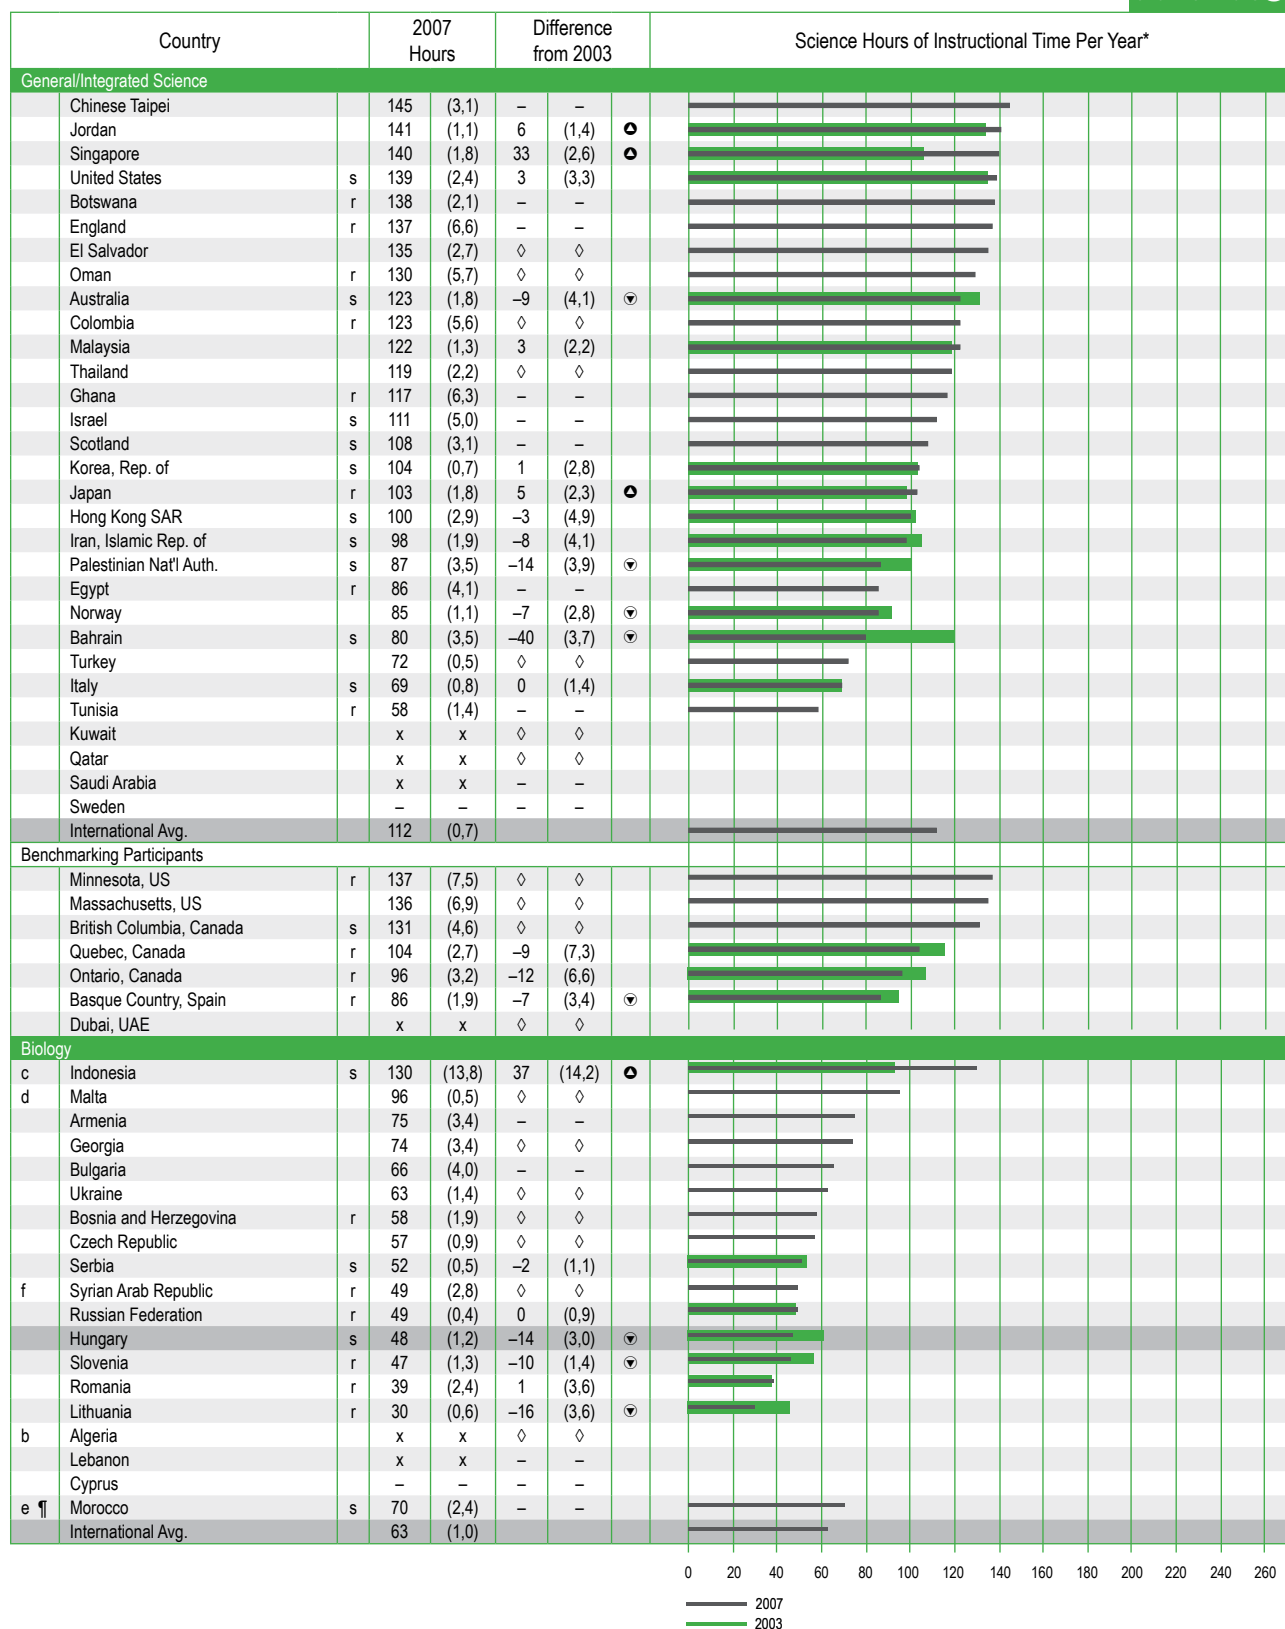 Country 2007 Hours Difference from 2003 Science Hours of Instructional Time Per Year*
General/Integrated Science
Chinese Taipei 145 (3,1) – –
Jordan 141 (1,1) 6 (1,4)
Singapore 140 (1,8) 33 (2,6)
United States s 139 (2,4) 3 (3,3)
Botswana r 138 (2,1) – –
England r 137 (6,6) – –
El Salvador 135 (2,7) ◊ ◊
Oman r 130 (5,7) ◊ ◊
Australia s 123 (1,8) –9 (4,1)
Colombia r 123 (5,6) ◊ ◊
Malaysia 122 (1,3) 3 (2,2)
Thailand 119 (2,2) ◊ ◊
Ghana r 117 (6,3) – –
Israel s 111 (5,0) – –
Scotland s 108 (3,1) – –
Korea, Rep. of s 104 (0,7) 1 (2,8)
Japan r 103 (1,8) 5 (2,3)
Hong Kong SAR s 100 (2,9) –3 (4,9)
Iran, Islamic Rep. of s 98 (1,9) –8 (4,1)
Palestinian Nat'l Auth. s 87 (3,5) –14 (3,9)
Egypt r 86 (4,1) – –
Norway 85 (1,1) –7 (2,8)
Bahrain s 80 (3,5) –40 (3,7)
Turkey 72 (0,5) ◊ ◊
Italy s 69 (0,8) 0 (1,4)
Tunisia r 58 (1,4) – –
Kuwait x x ◊ ◊
Qatar x x ◊ ◊
Saudi Arabia x x – –
Sweden – – – –
International Avg. 112 (0,7)
Benchmarking Participants
Minnesota, US r 137 (7,5) ◊ ◊
Massachusetts, US 136 (6,9) ◊ ◊
British Columbia, Canada s 131 (4,6) ◊ ◊
Quebec, Canada r 104 (2,7) –9 (7,3)
Ontario, Canada r 96 (3,2) –12 (6,6)
Basque Country, Spain r 86 (1,9) –7 (3,4)
Dubai, UAE x x ◊ ◊
Biology
c Indonesia s 130 (13,8) 37 (14,2)
d Malta 96 (0,5) ◊ ◊
Armenia 75 (3,4) – –
Georgia 74 (3,4) ◊ ◊
Bulgaria 66 (4,0) – –
Ukraine 63 (1,4) ◊ ◊
Bosnia and Herzegovina r 58 (1,9) ◊ ◊
Czech Republic 57 (0,9) ◊ ◊
Serbia s 52 (0,5) –2 (1,1)
f Syrian Arab Republic r 49 (2,8) ◊ ◊
Russian Federation r 49 (0,4) 0 (0,9)
Hungary s 48 (1,2) –14 (3,0)
Slovenia r 47 (1,3) –10 (1,4)
Romania r 39 (2,4) 1 (3,6)
Lithuania r 30 (0,6) –16 (3,6)
b Algeria x x ◊ ◊
Lebanon x x – –
Cyprus – – – –
e ¶ Morocco s 70 (2,4) – –
International Avg. 63 (1,0)
0 20 40 60 80 100 120 140 160 180 200 220 240 260
2007
2003